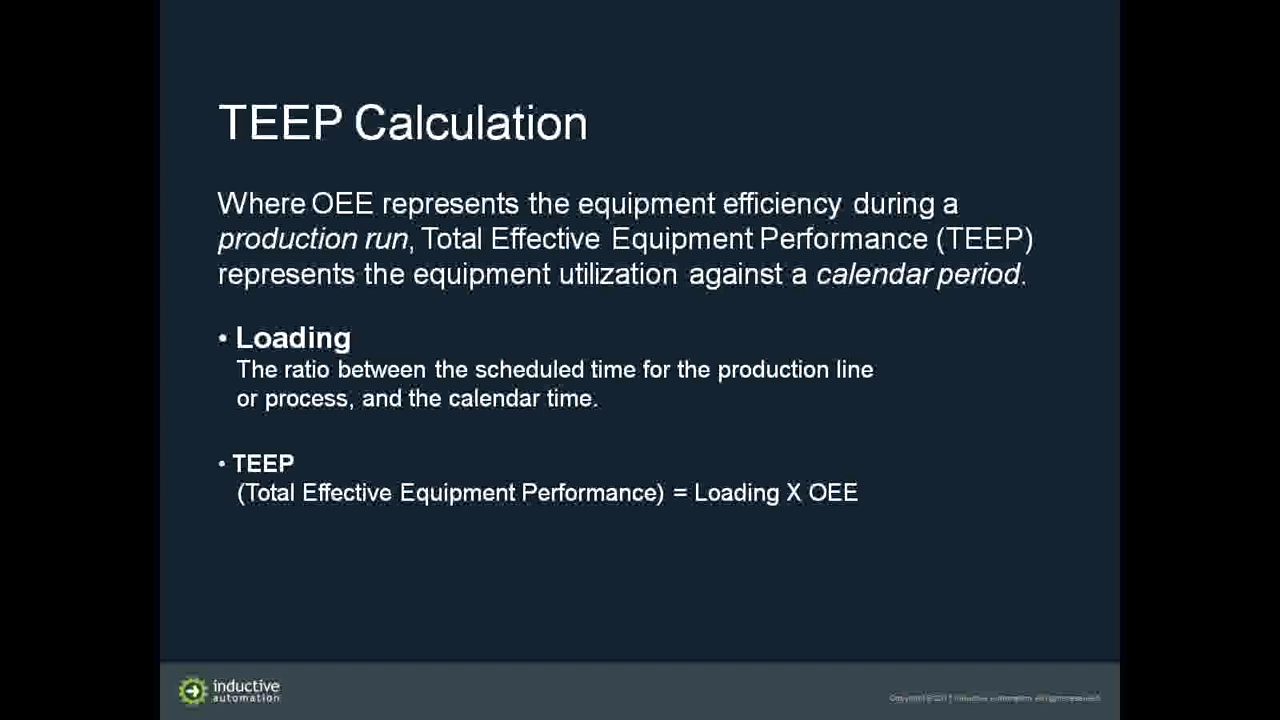 TEEP Calculation
Where OEE represents the equipment efficiency during a
production run, Total Effective Equipment Performance (TEEP)
represents the equipment utilization against a calendar period.
• Loading
The ratio between the scheduled time for the production line
or process, and the calendar time.
• TEEP
(Total Effective Equipment Performance) = Loading X OEE
inductive
automation